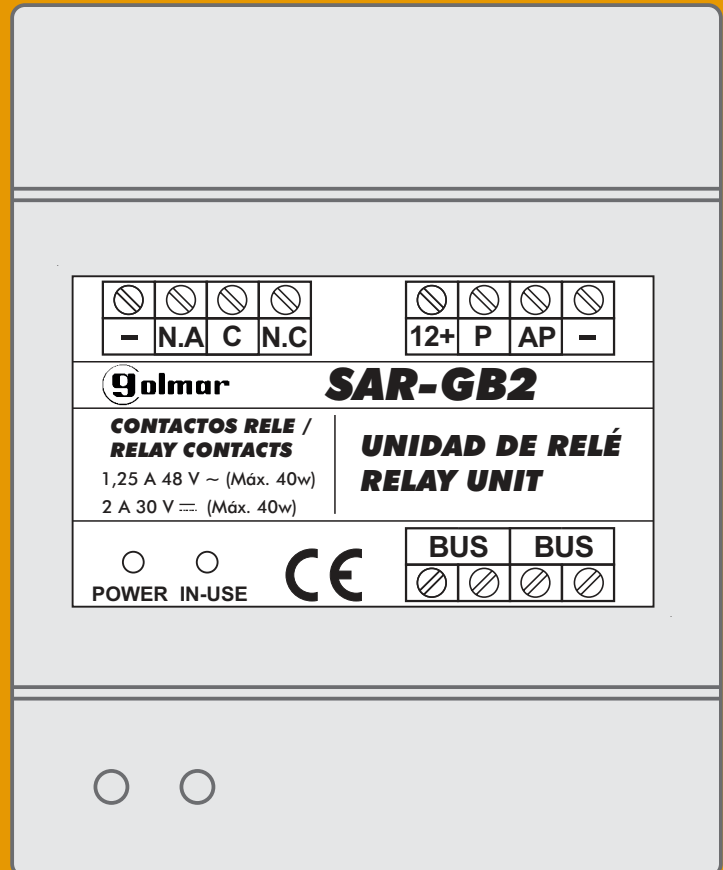 – N.A C N.C
12+ P AP –
golmar
SAR-GB2
CONTACTOS RELE /
RELAY CONTACTS
1,25 A 48 V ~ (Máx. 40w)
2 A 30 V ⎓ (Máx. 40w)
UNIDAD DE RELÉ
RELAY UNIT
POWER IN-USE
CE
BUS BUS